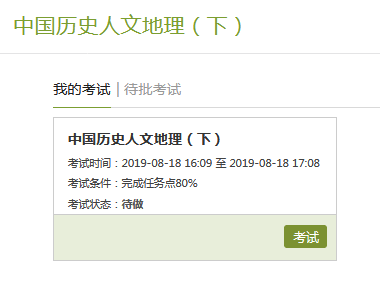 中国历史人文地理（下）
我的考试 | 待批考试
中国历史人文地理（下）
考试时间：2019-08-18 16:09 至 2019-08-18 17:08
考试条件：完成任务点80%
考试状态：待做
考试